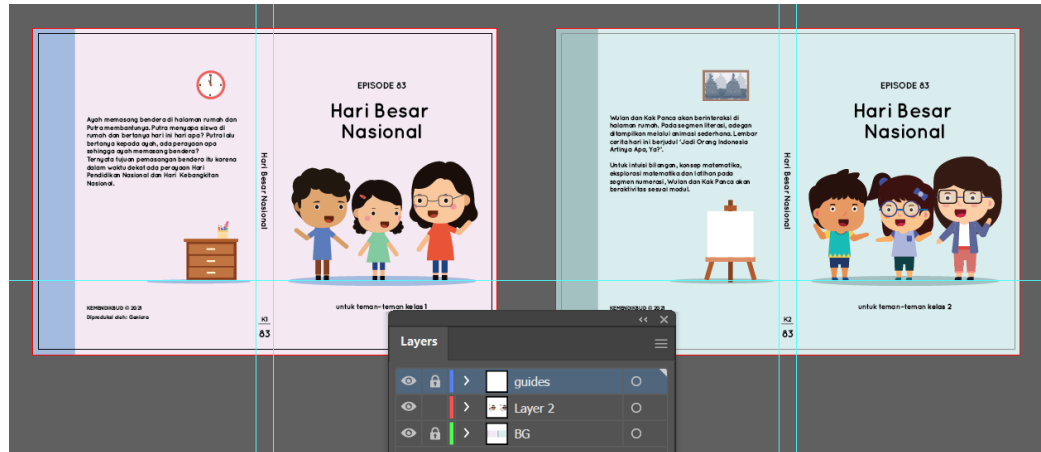 Ayah memasang bendera di halaman rumah dan
Putra membantunya. Putra menyapa siswa di
rumah dan bertanya hari ini hari apa? Putra lalu
bertanya kepada ayah, ada perayaan apa
sehingga ayah memasang bendera?
Ternyata tujuan pemasangan bendera itu karena
dalam waktu dekat ada perayaan Hari
Pendidikan Nasional dan Hari Kebangkitan
Nasional.
KEMENDIKBUD © 2021
Diproduksi oleh: Ganlara
Hari Besar Nasional
K1
83
EPISODE 83
Hari Besar
Nasional
untuk teman-teman kelas 1
Wulan dan Kak Panca akan berinteraksi di
halaman rumah. Pada segmen literasi, adegan
ditampilkan melalui animasi sederhana. Lembar
cerita hari ini berjudul 'Jadi Orang Indonesia
Artinya Apa, Ya?'.
Untuk intuisi bilangan, konsep matematika,
eksplorasi matematika dan latihan pada
segmen numerasi, Wulan dan Kak Panca akan
beraktivitas sesuai modul.
KEMENDIKBUD © 2021
Hari Besar Nasional
K2
83
EPISODE 83
Hari Besar
Nasional
untuk teman-teman kelas 2
Layers
guides
Layer 2
BG